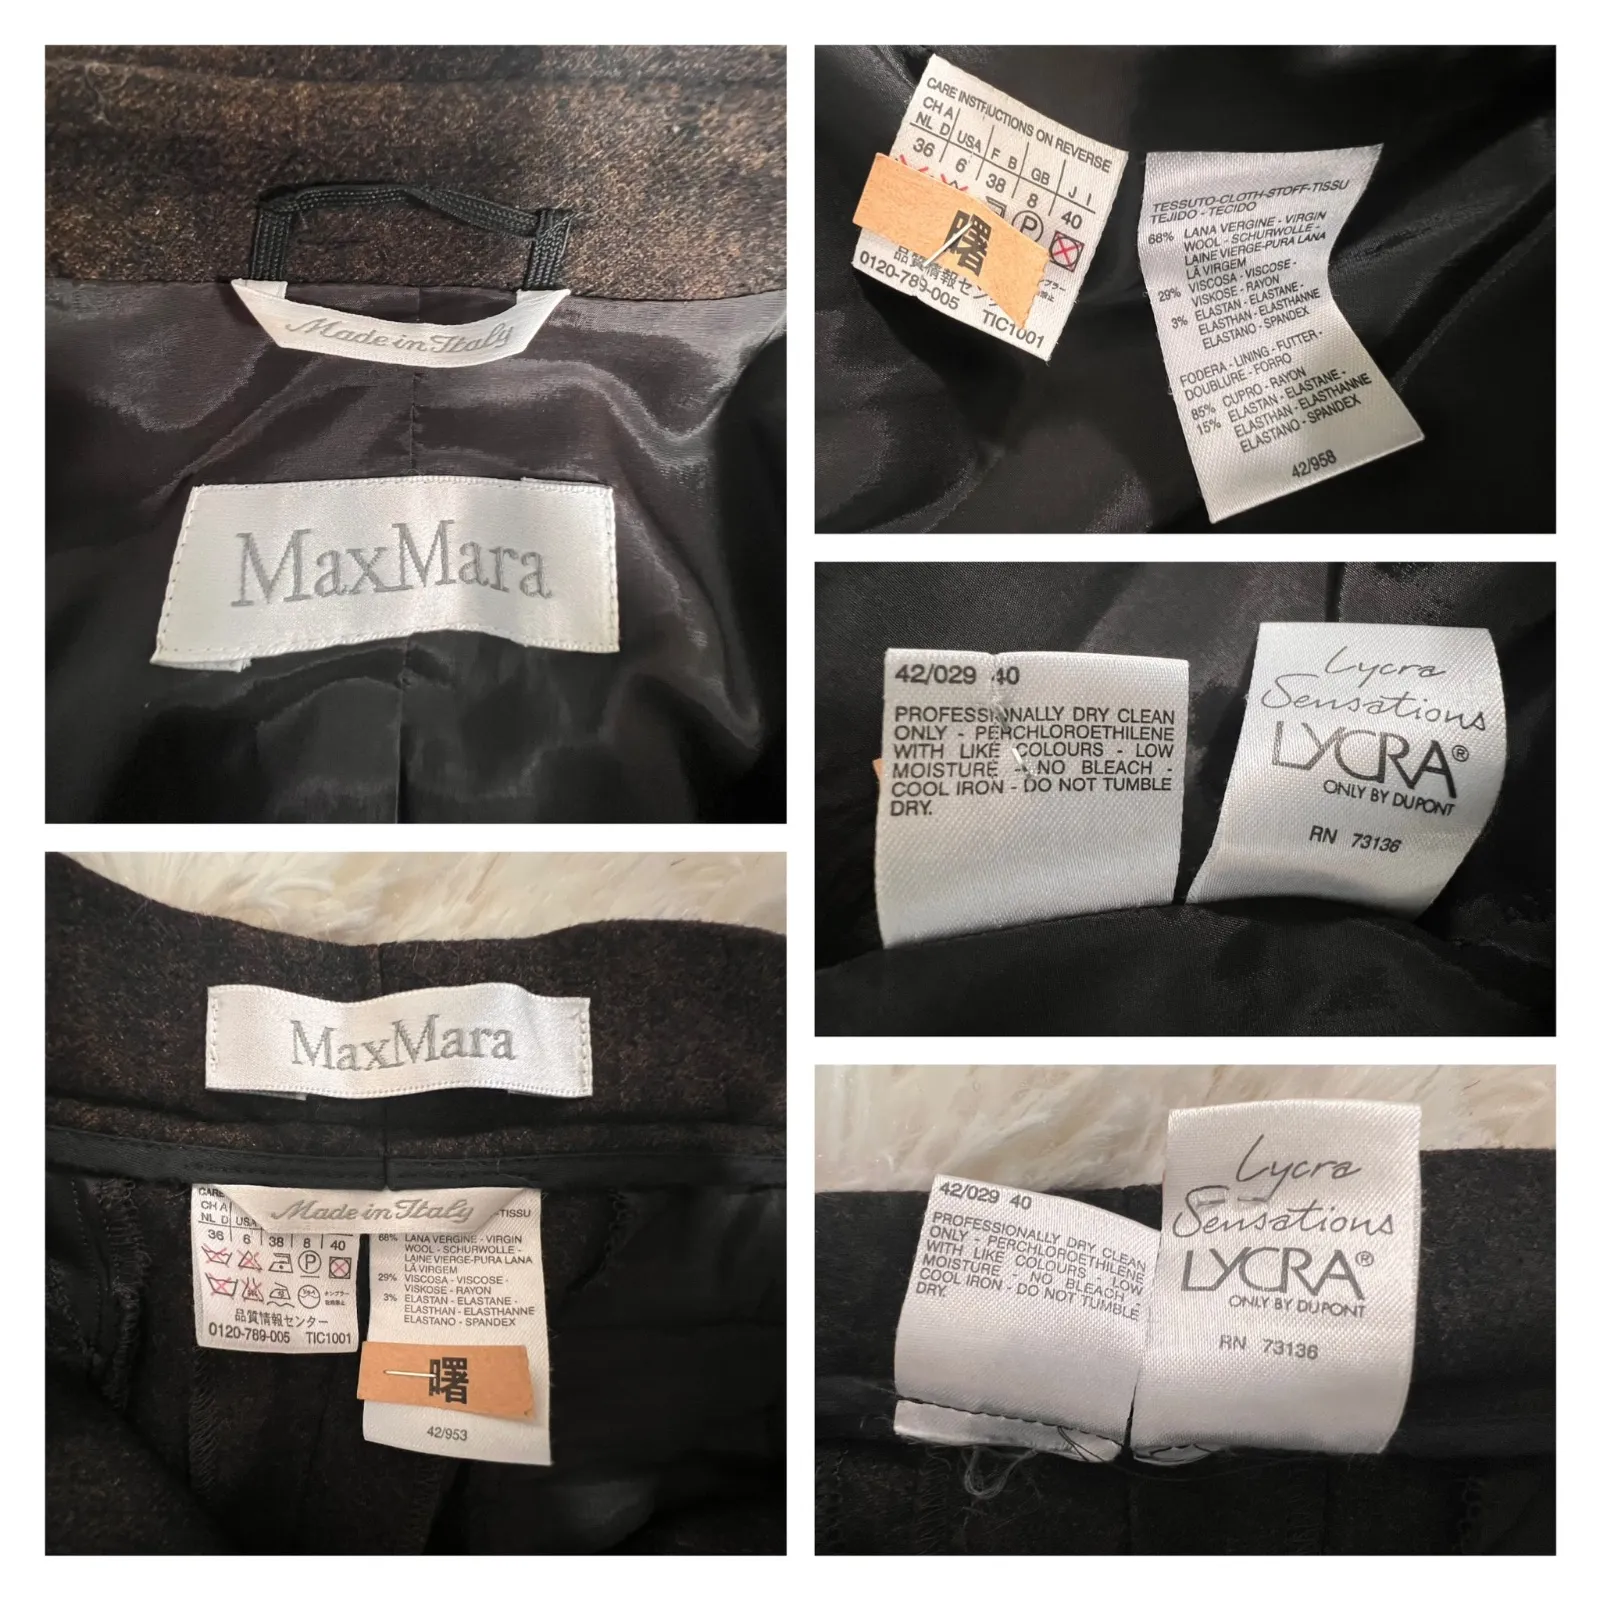 Made in Italy
MaxMara
CARE INSTRUCTIONS ON REVERSE
CH A
NL D USA F B GB J I
36 6 38 8 40
P
曙
品質情報セン
0120-789-005 TIC1001
TESSUTO-CLOTH-STOFF-TISSU
TEJIDO - TECIDO
68% LANA VERGINE - VIRGIN
WOOL - SCHURWOLLE -
LAINE VIERGE-PURA LANA
LÃ VIRGEM
29% VISCOSA - VISCOSE -
VISKOSE - RAYON
3% ELASTAN - ELASTANE -
ELASTHAN - ELASTHANNE
ELASTANO - SPANDEX
FODERA - LINING - FUTTER -
DOUBLURE - FORRO
85% CUPRO - RAYON
15% ELASTAN - ELASTANE -
ELASTHAN - ELASTHANNE
ELASTANO - SPANDEX
42/958
42/029 40
PROFESSIONALLY DRY CLEAN
ONLY - PERCHLOROETHILENE
WITH LIKE COLOURS - LOW
MOISTURE - NO BLEACH -
COOL IRON - DO NOT TUMBLE
DRY.
Lycra
Sensations
LYCRA®
ONLY BY DUPONT
RN 73136
MaxMara
Made in Italy
CARE
CH A
NL D USA
36 6 38 8 40
P
品質情報センター
0120-789-005 TIC1001
-TISSU
68% LANA VERGINE - VIRGIN
WOOL - SCHURWOLLE -
LAINE VIERGE-PURA LANA
LÃ VIRGEM
29% VISCOSA - VISCOSE -
VISKOSE - RAYON
3% ELASTAN - ELASTANE -
ELASTHAN - ELASTHANNE
ELASTANO - SPANDEX
曙
42/953
42/029 40
PROFESSIONALLY DRY CLEAN
ONLY - PERCHLOROETHILENE
WITH LIKE COLOURS - LOW
MOISTURE - NO BLEACH -
COOL IRON - DO NOT TUMBLE
DRY.
Lycra
Sensations
LYCRA®
ONLY BY DUPONT
RN 73136